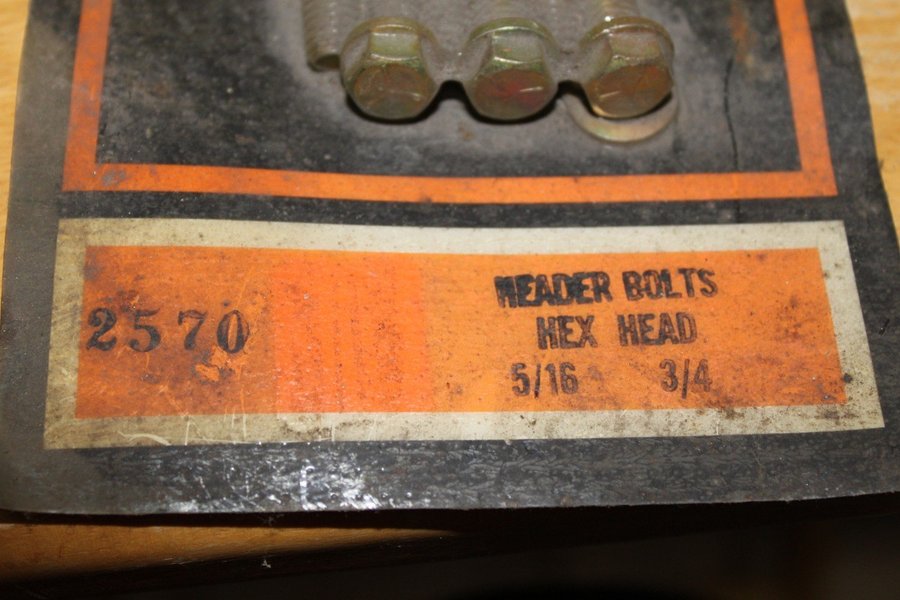 2570
HEADER BOLTS
HEX HEAD
5/16 3/4